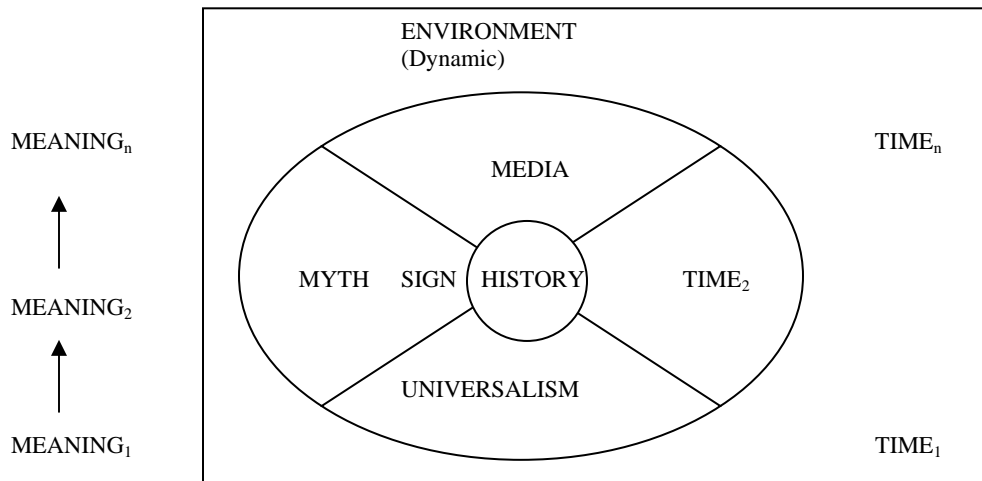 ENVIRONMENT
(Dynamic)
MEANINGₙ TIMEₙ
MEDIA
MYTH SIGN HISTORY TIME₂
MEANING₂
UNIVERSALISM
MEANING₁ TIME₁